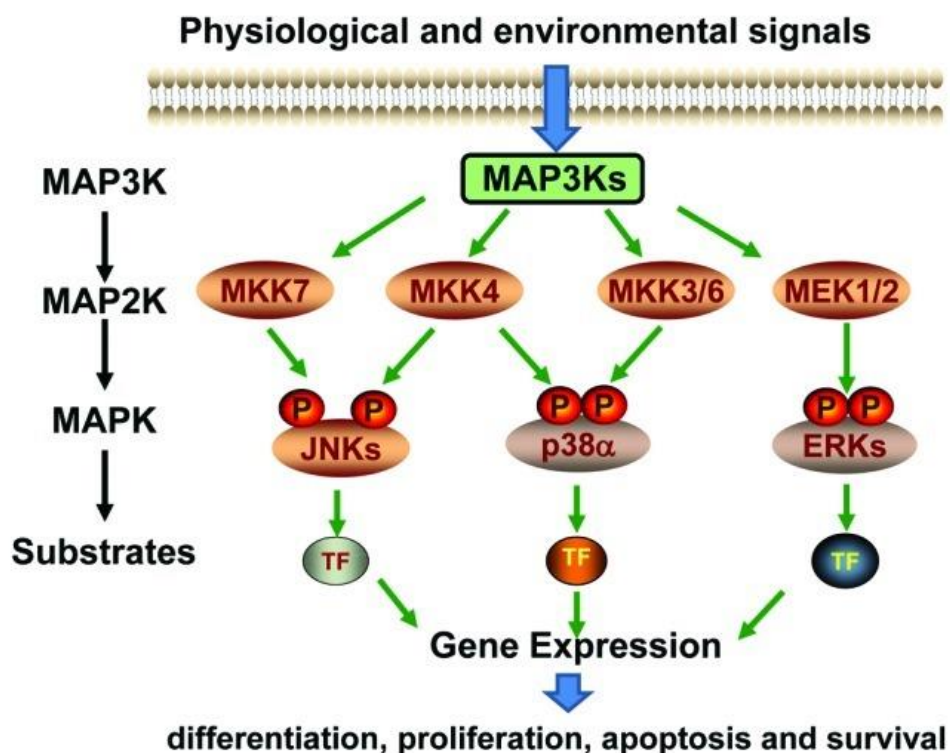 Physiological and environmental signals
MAP3K
MAP3Ks
MAP2K
MKK7
MKK4
MKK3/6
MEK1/2
P
P
P
P
P
P
MAPK
JNKs
p38α
ERKs
Substrates
TF
TF
TF
Gene Expression
differentiation, proliferation, apoptosis and survival